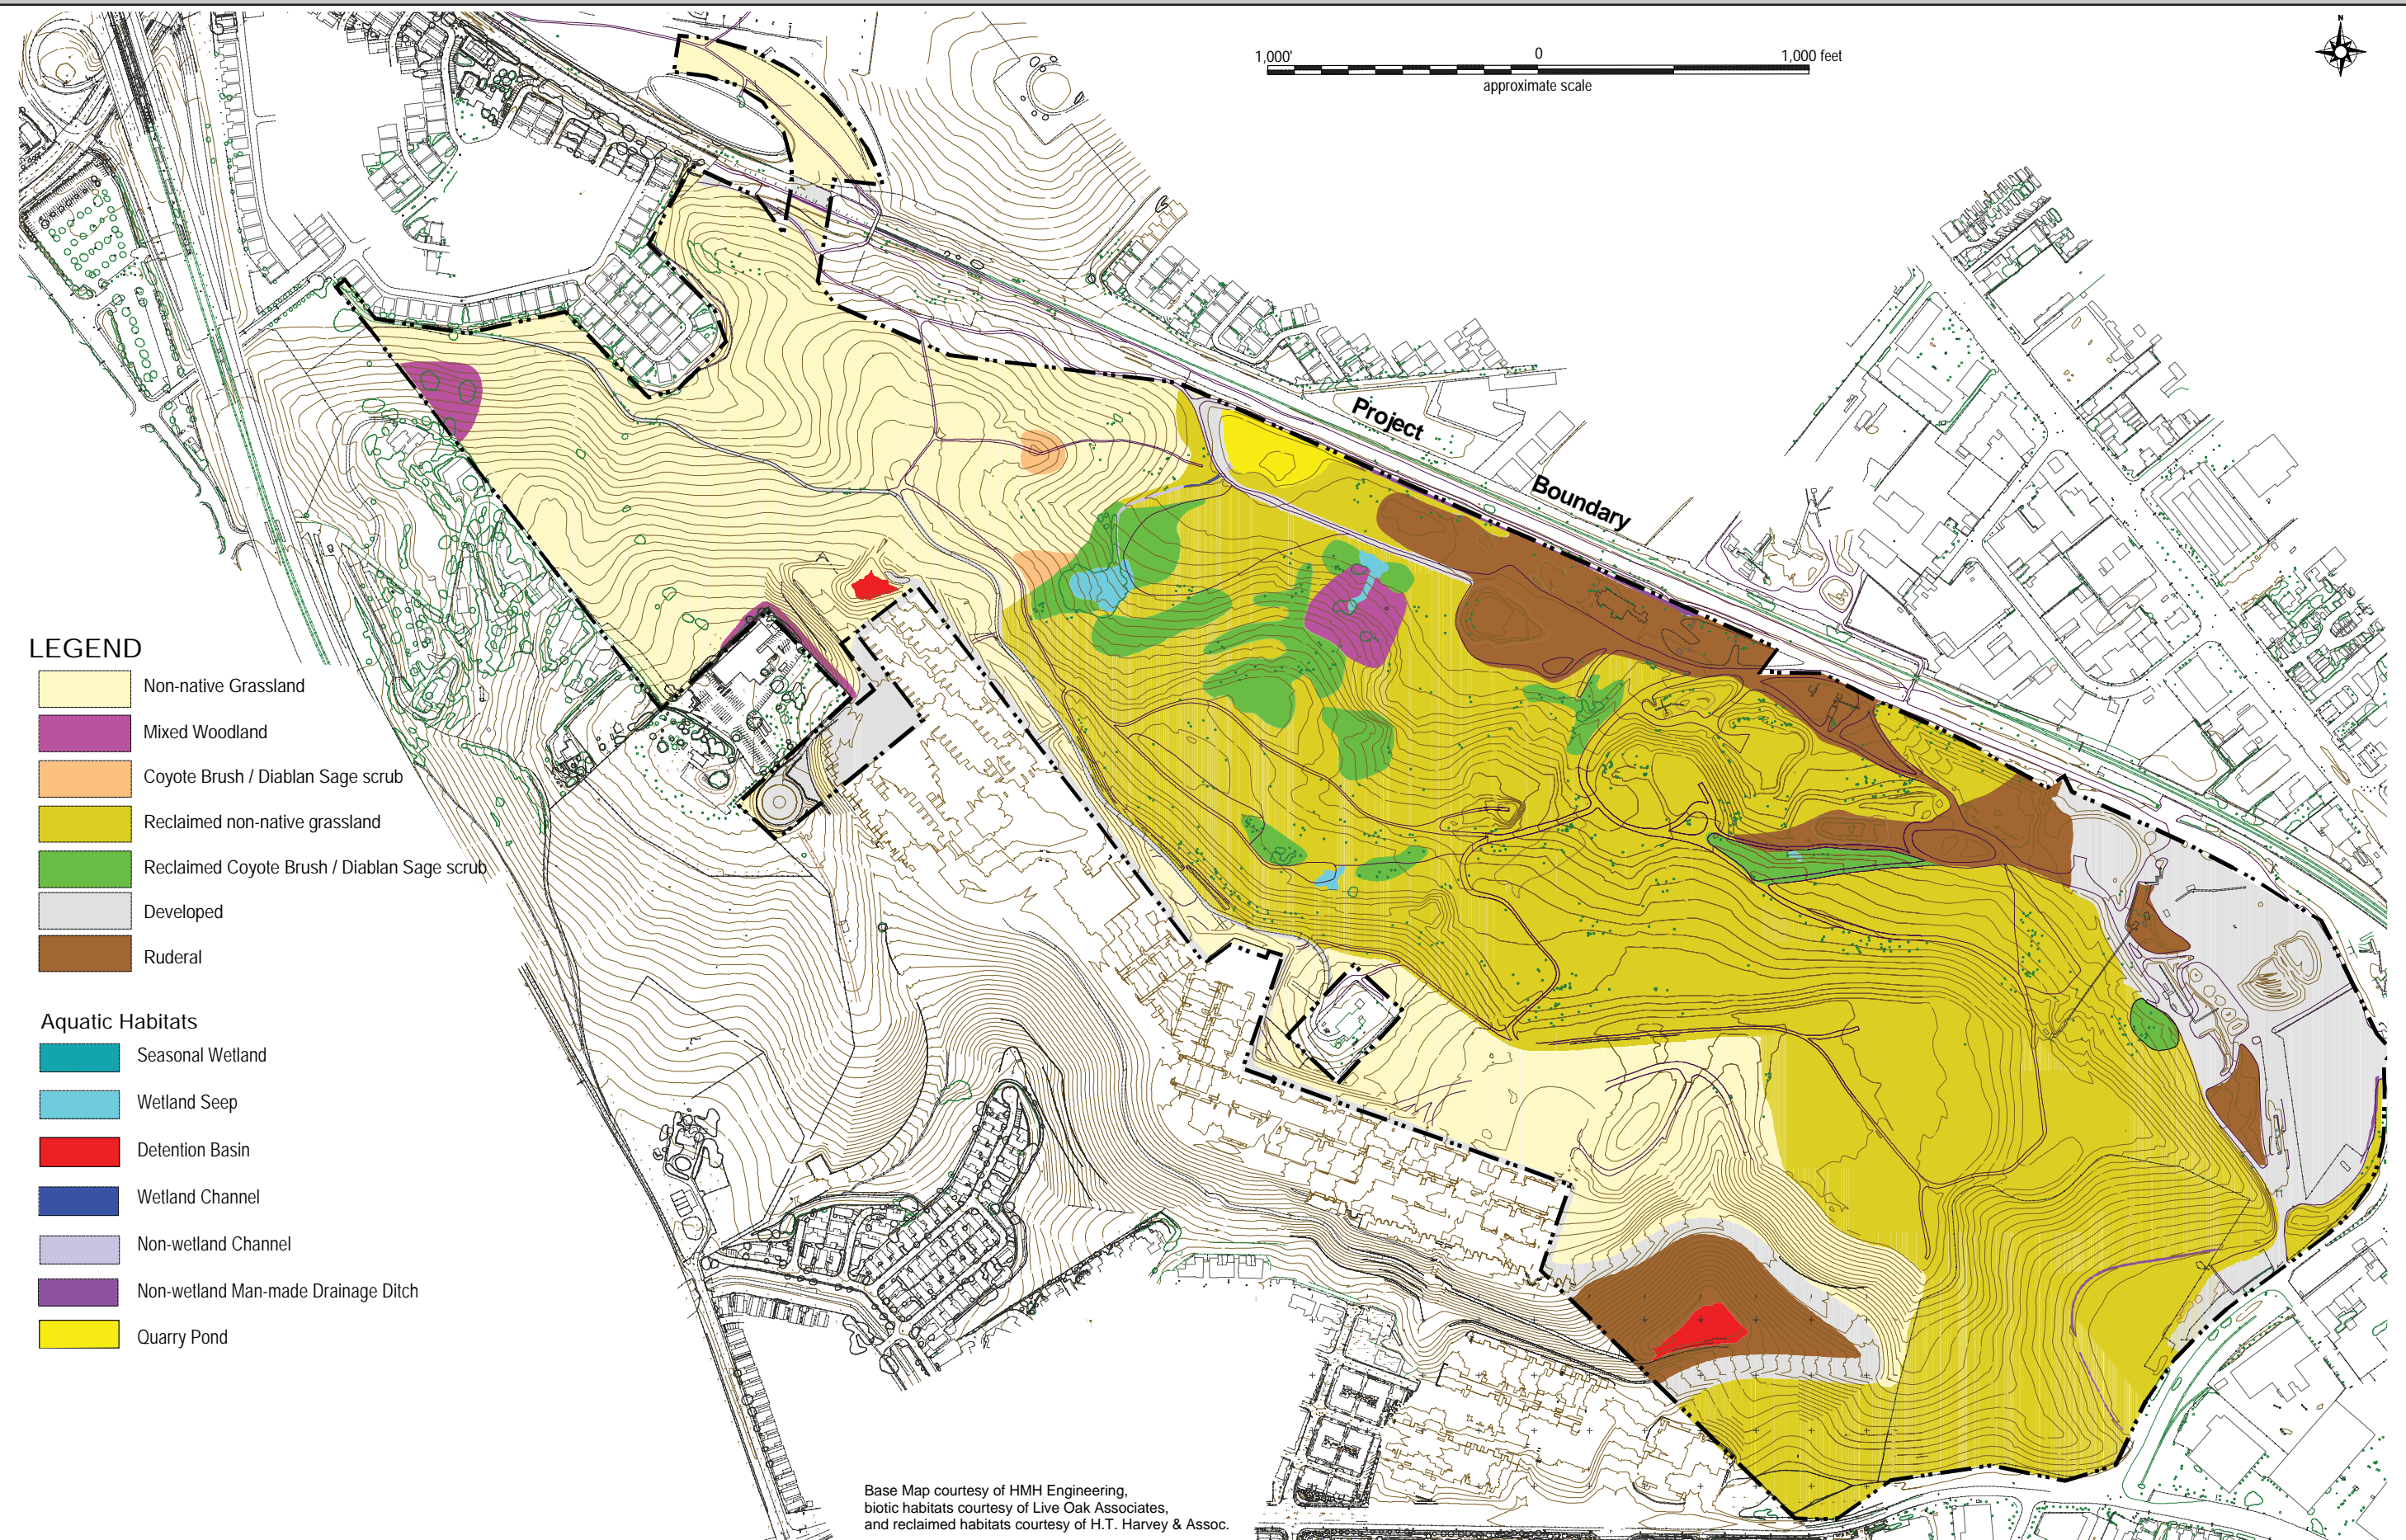 N
1,000'
0
1,000 feet
approximate scale
Project
Boundary
LEGEND
Non-native Grassland
Mixed Woodland
Coyote Brush / Diablan Sage scrub
Reclaimed non-native grassland
Reclaimed Coyote Brush / Diablan Sage scrub
Developed
Ruderal
Aquatic Habitats
Seasonal Wetland
Wetland Seep
Detention Basin
Wetland Channel
Non-wetland Channel
Non-wetland Man-made Drainage Ditch
Quarry Pond
Base Map courtesy of HMH Engineering,
biotic habitats courtesy of Live Oak Associates,
and reclaimed habitats courtesy of H.T. Harvey & Assoc.